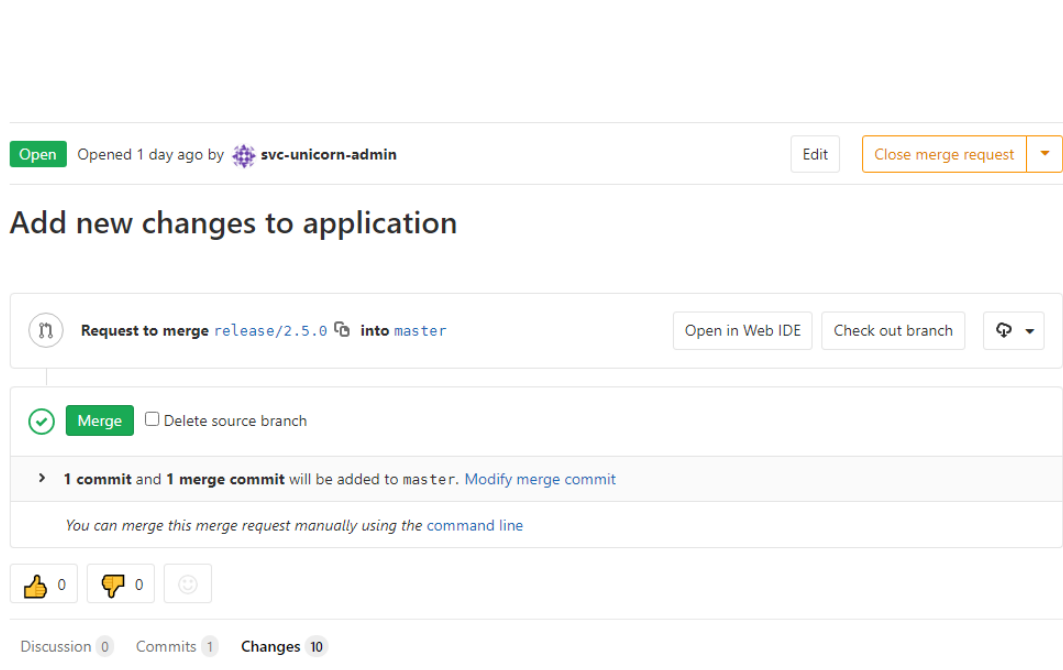 Open Opened 1 day ago by svc-unicorn-admin Edit Close merge request
Add new changes to application
Request to merge release/2.5.0 into master Open in Web IDE Check out branch
Merge Delete source branch
1 commit and 1 merge commit will be added to master. Modify merge commit
You can merge this merge request manually using the command line
0 0
Discussion 0 Commits 1 Changes 10